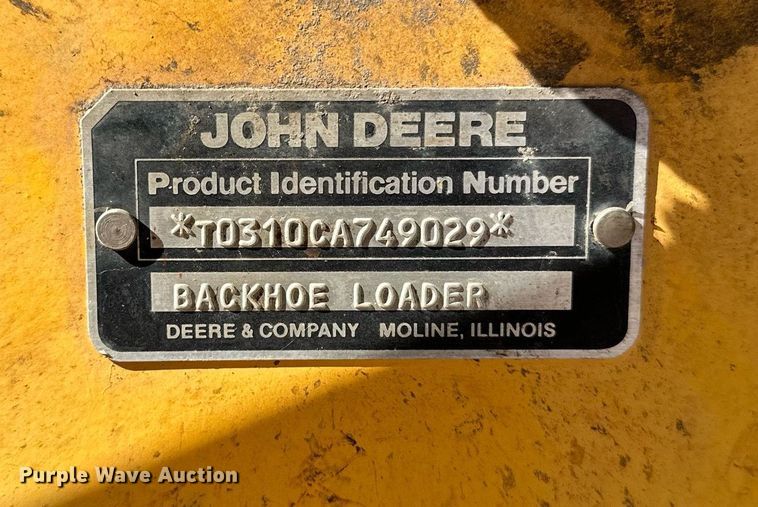 JOHN DEERE
Product Identification Number
*T0310CA749029*
BACKHOE LOADER
DEERE & COMPANY MOLINE, ILLINOIS
Purple Wave Auction